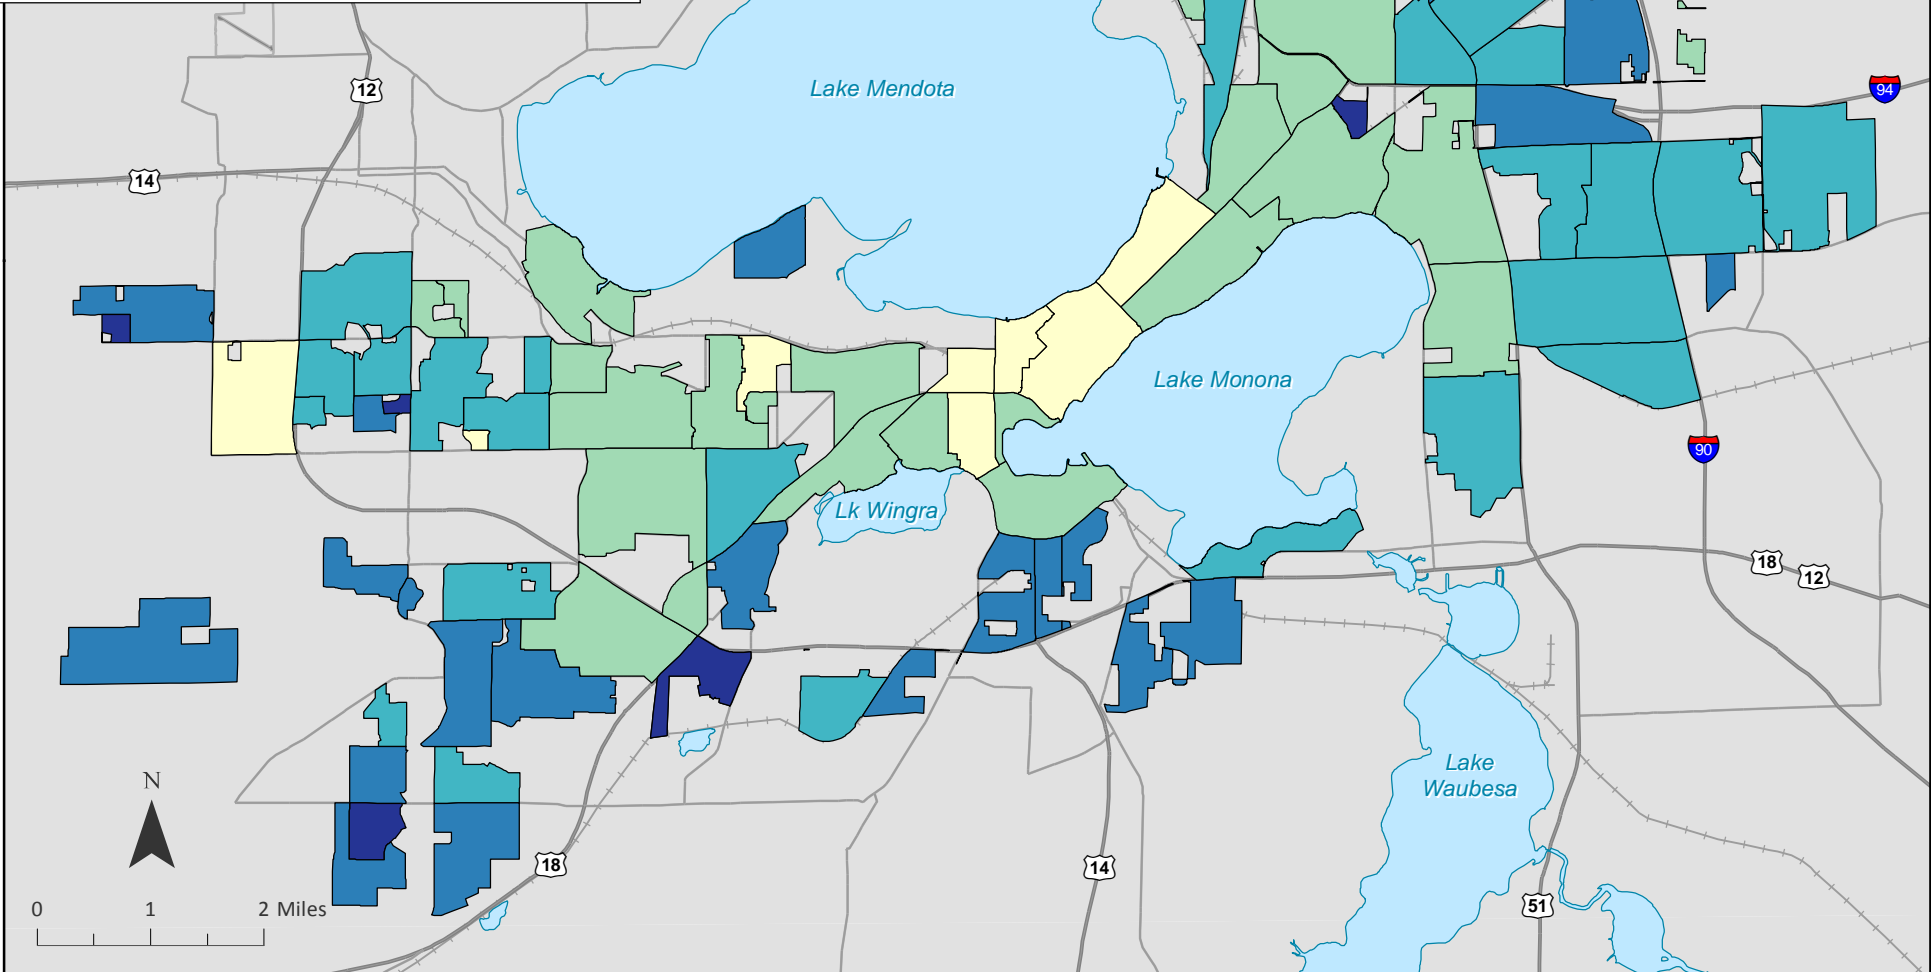 Lake Mendota
12
94
14
Lake Monona
90
Lk Wingra
18
12
Lake
Waubesa
N
18
14
51
0 1 2 Miles